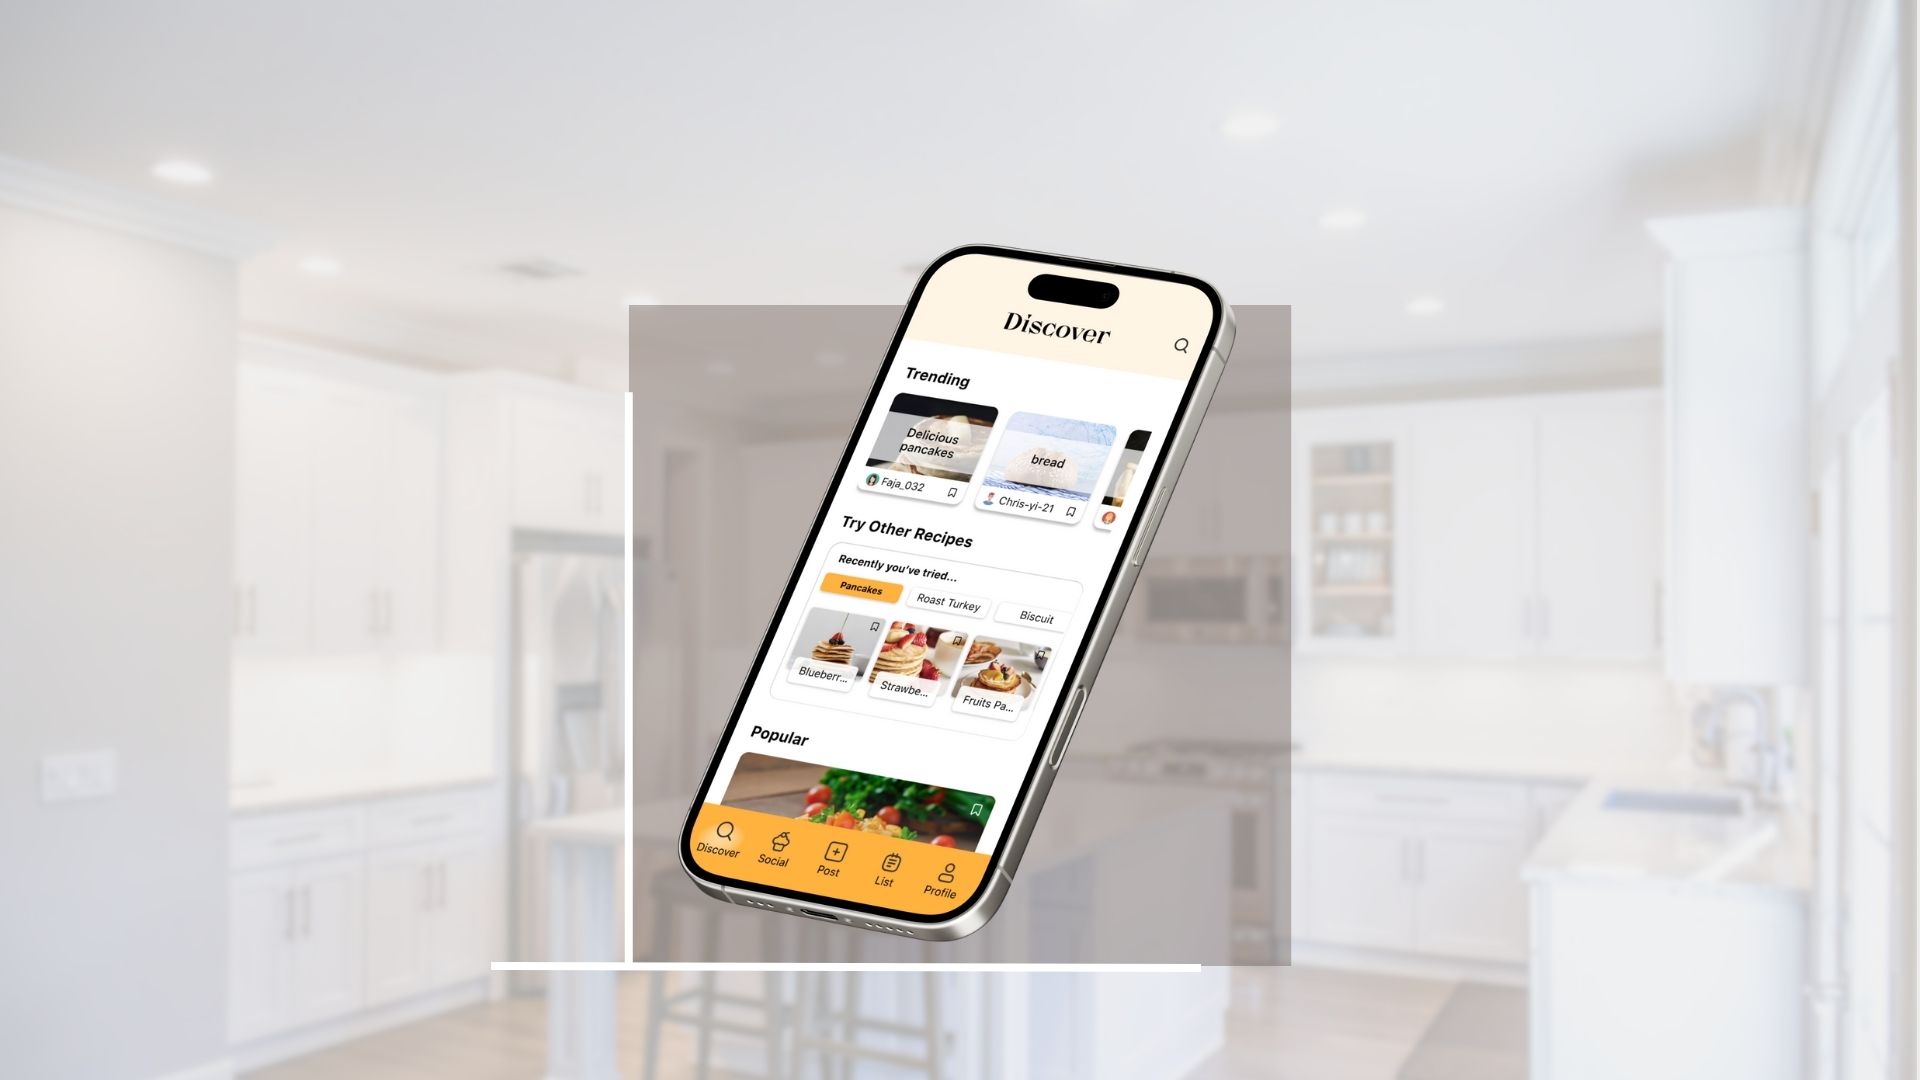 Discover
Trending
Delicious
pancakes
bread
Faja_032
Chris-yi-21
Try Other Recipes
Recently you've tried...
Pancakes
Roast Turkey
Biscuit
Blueberr...
Strawbe...
Fruits Pa...
Popular
Discover
Social
Post
List
Profile